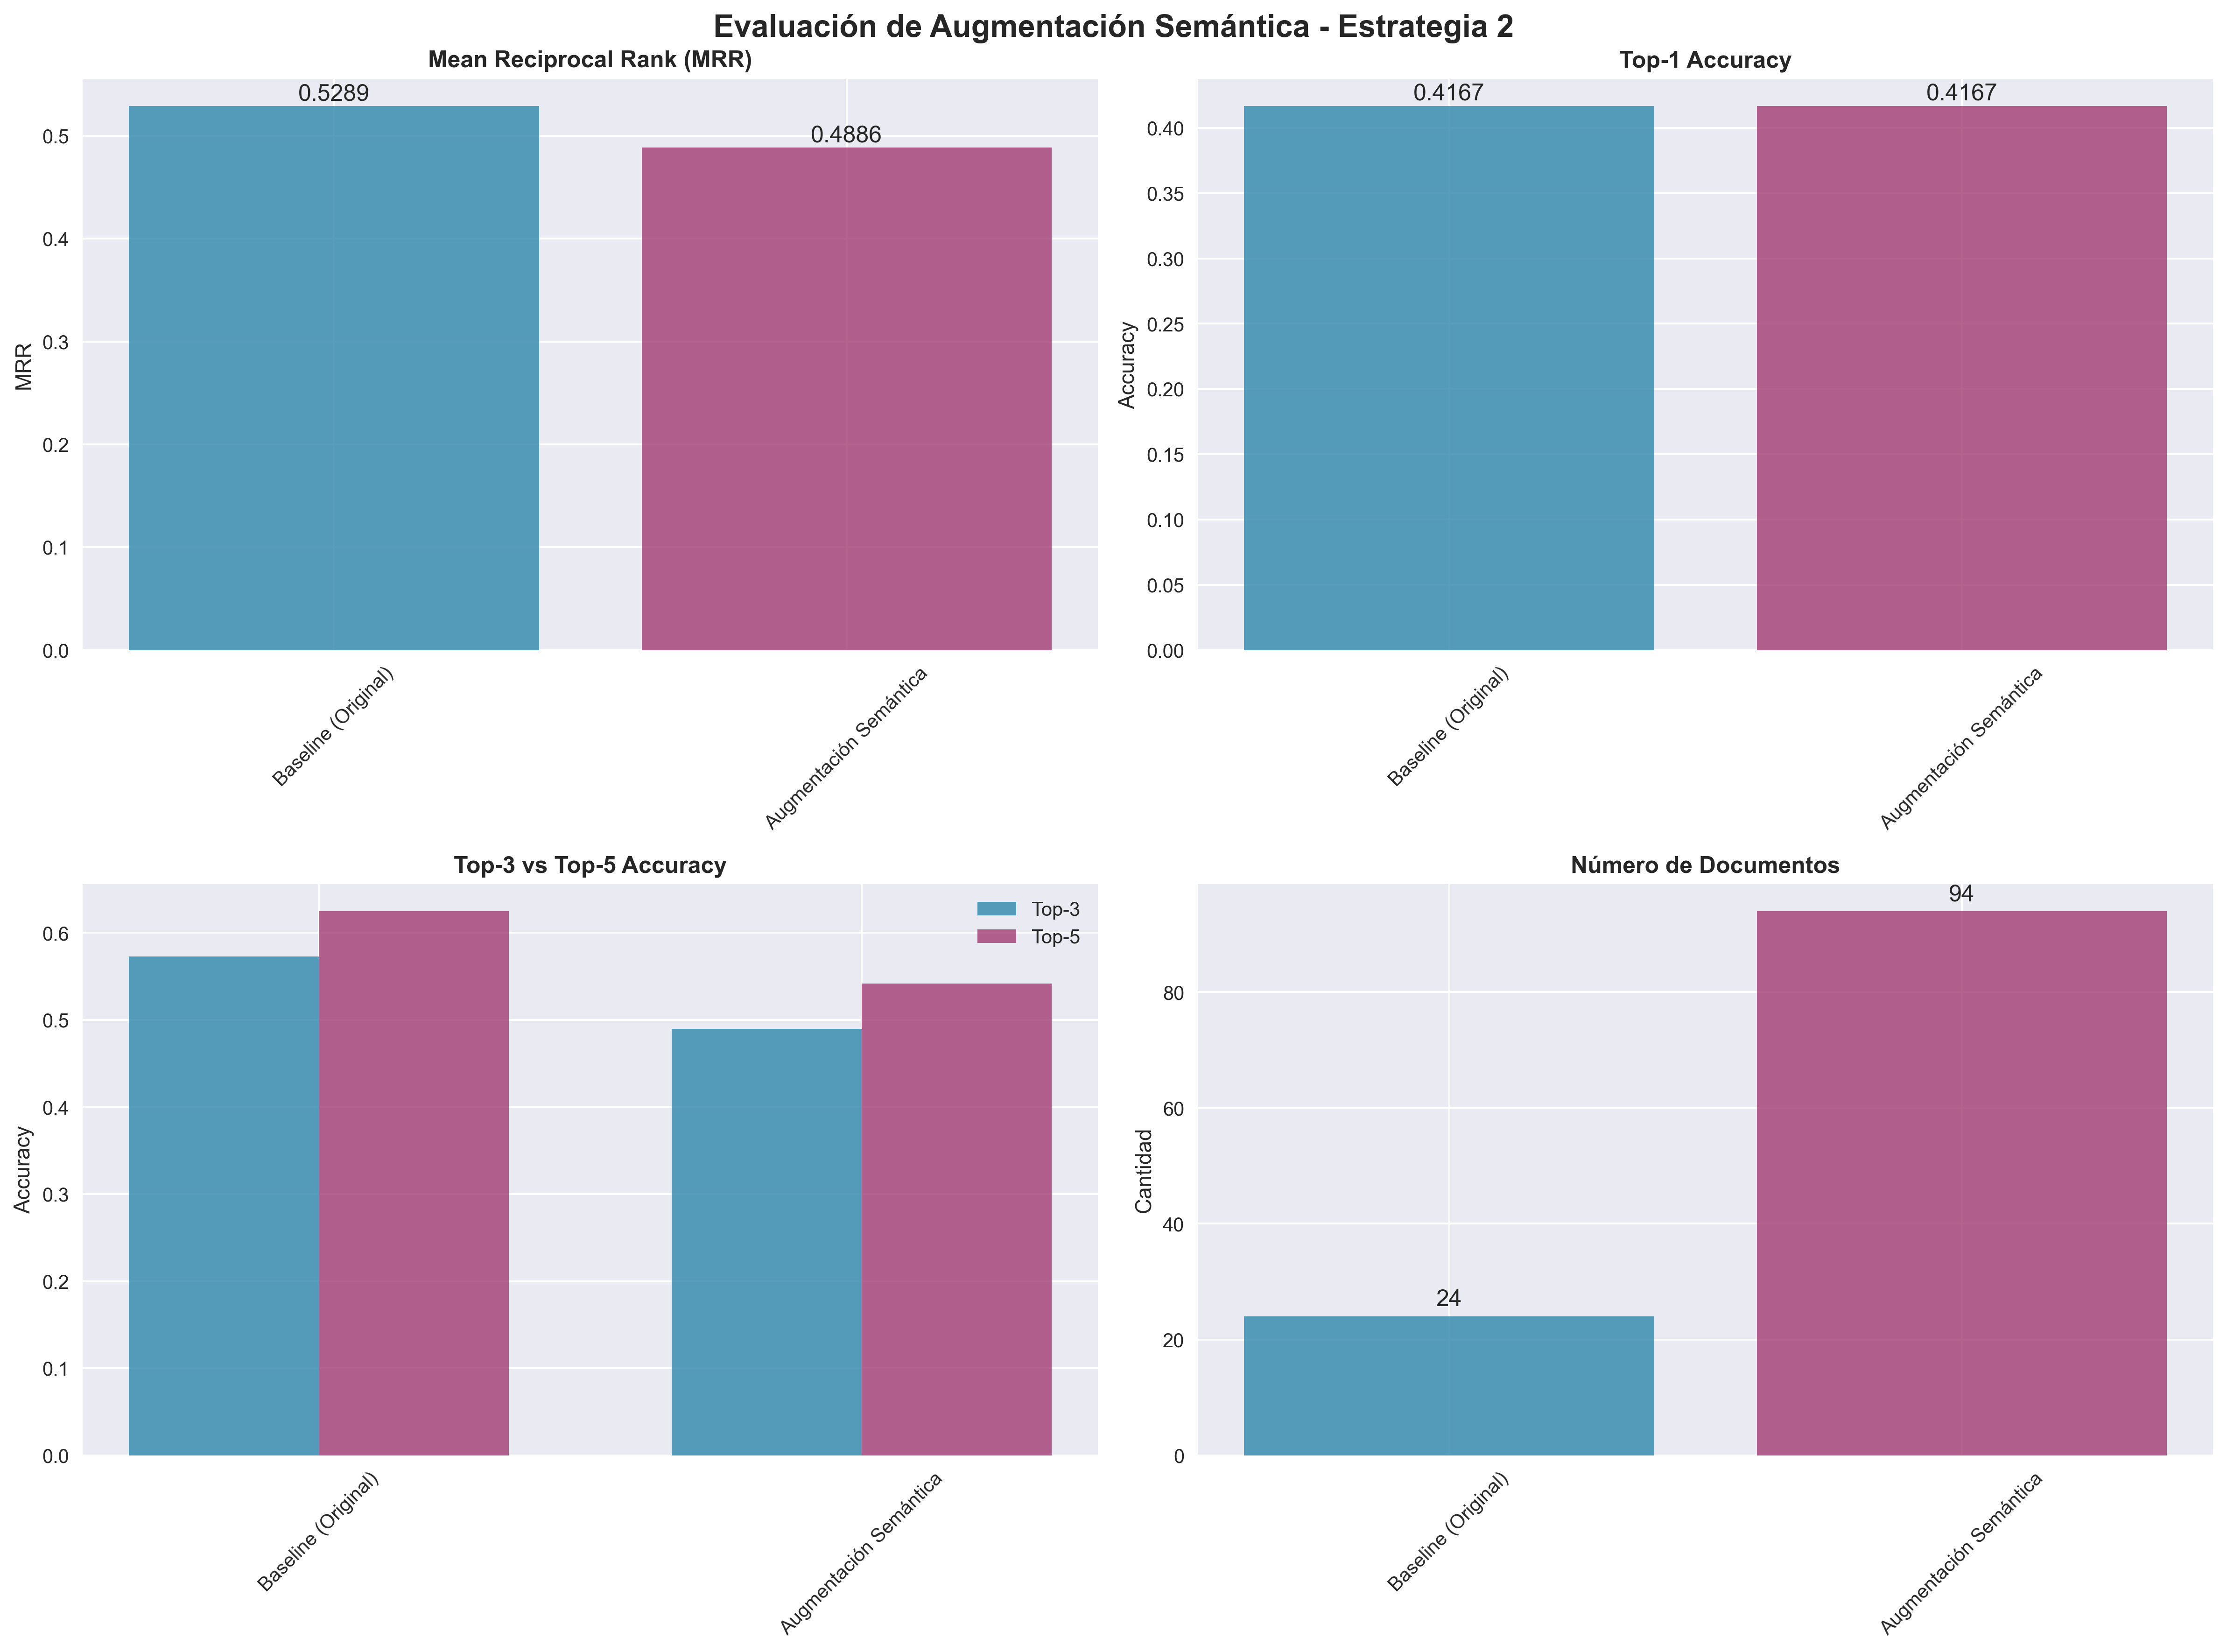 Evaluación de Augmentación Semántica - Estrategia 2
Mean Reciprocal Rank (MRR)
MRR
0.5
0.4
0.3
0.2
0.1
0.0
0.5289
0.4886
Baseline (Original)
Augmentación Semántica
Top-1 Accuracy
Accuracy
0.40
0.35
0.30
0.25
0.20
0.15
0.10
0.05
0.00
0.4167
0.4167
Baseline (Original)
Augmentación Semántica
Top-3 vs Top-5 Accuracy
Accuracy
0.6
0.5
0.4
0.3
0.2
0.1
0.0
Top-3
Top-5
Baseline (Original)
Augmentación Semántica
Número de Documentos
Cantidad
80
60
40
20
0
24
94
Baseline (Original)
Augmentación Semántica